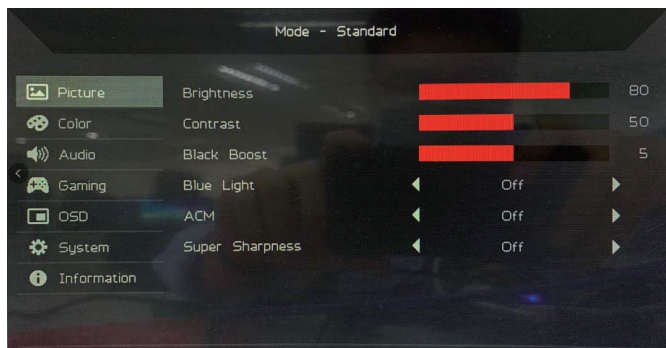 Mode - Standard
Picture
Brightness 80
Color
Contrast 50
Audio
Black Boost 5
Gaming
Blue Light Off
OSD
ACM Off
System
Super Sharpness Off
Information